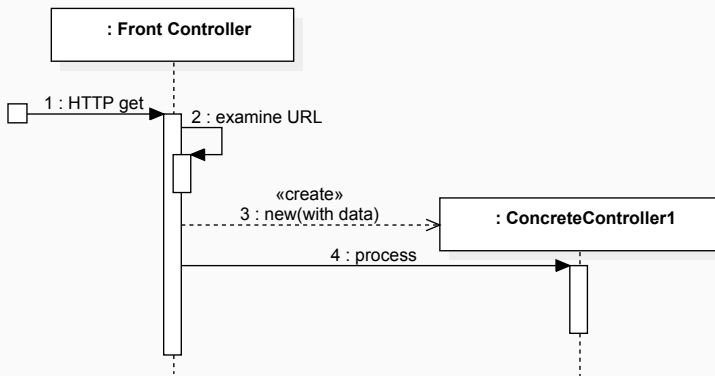 : Front Controller
1 : HTTP get
2 : examine URL
«create»
3 : new(with data)
: ConcreteController1
4 : process